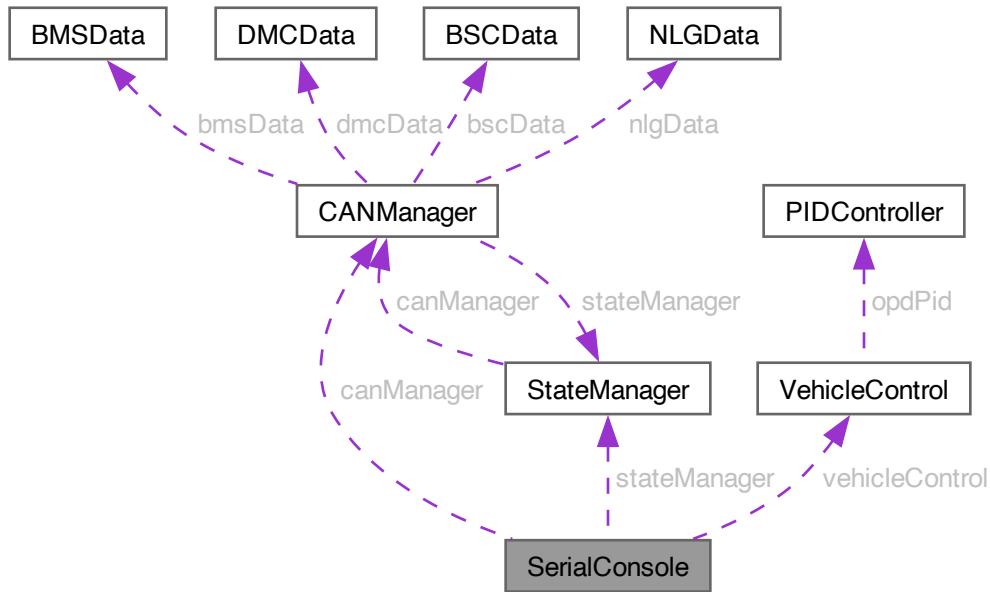 BMSData
DMCData
BSCData
NLGData
bmsData
dmcData
bscData
nlgData
CANManager
PIDController
canManager
stateManager
opdPid
canManager
StateManager
VehicleControl
stateManager
vehicleControl
SerialConsole